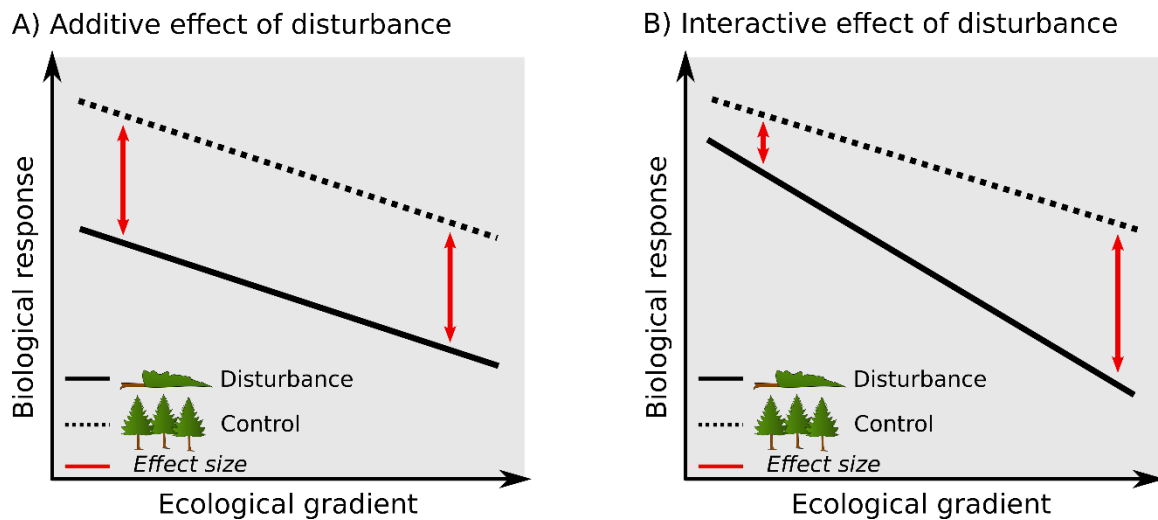 A) Additive effect of disturbance
Biological response
Disturbance
Control
Effect size
Ecological gradient
B) Interactive effect of disturbance
Biological response
Disturbance
Control
Effect size
Ecological gradient